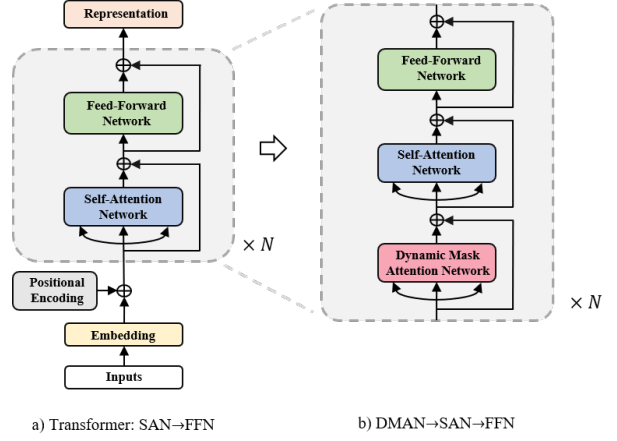 Representation
Feed-Forward
Network
Self-Attention
Network
× N
Positional
Encoding
Embedding
Inputs
a) Transformer: SAN→FFN
Feed-Forward
Network
Self-Attention
Network
Dynamic Mask
Attention Network
× N
b) DMAN→SAN→FFN